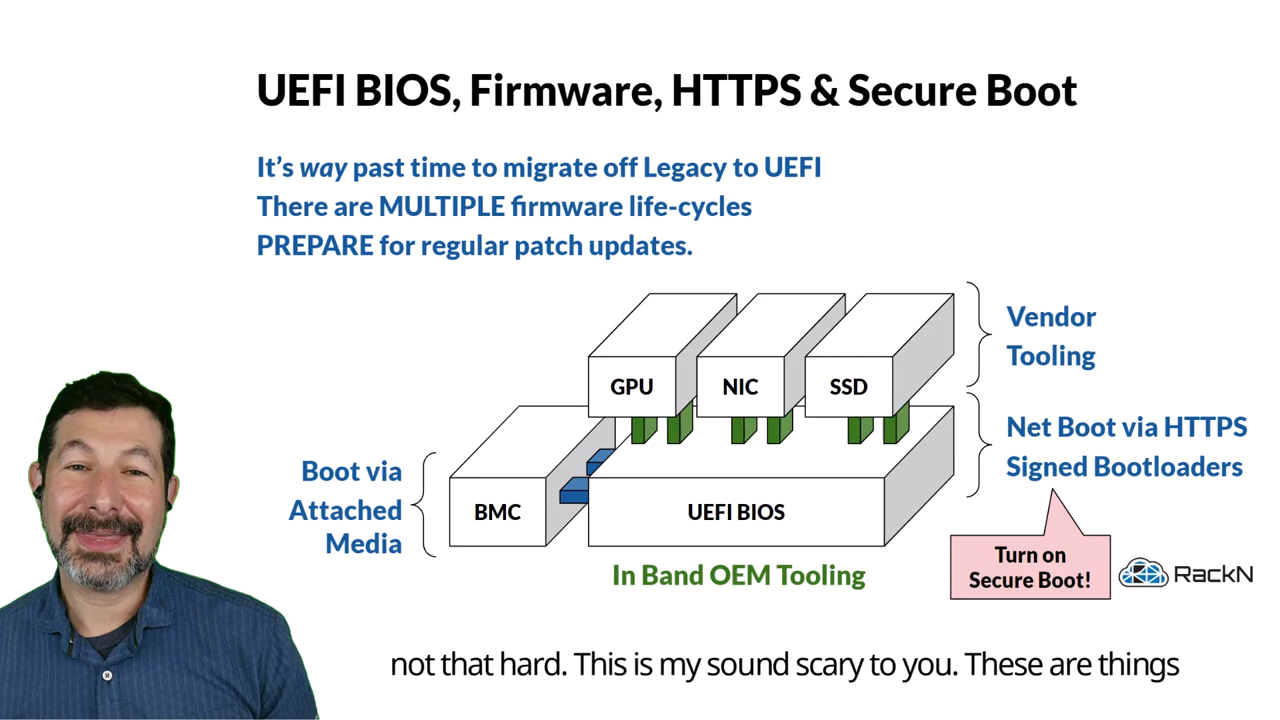 UEFI BIOS, Firmware, HTTPS & Secure Boot
It's way past time to migrate off Legacy to UEFI
There are MULTIPLE firmware life-cycles
PREPARE for regular patch updates.
GPU
NIC
SSD
Vendor
Tooling
Net Boot via HTTPS
Signed Bootloaders
Boot via
Attached
Media
BMC
UEFI BIOS
In Band OEM Tooling
Turn on
Secure Boot!
RackN
not that hard. This is my sound scary to you. These are things